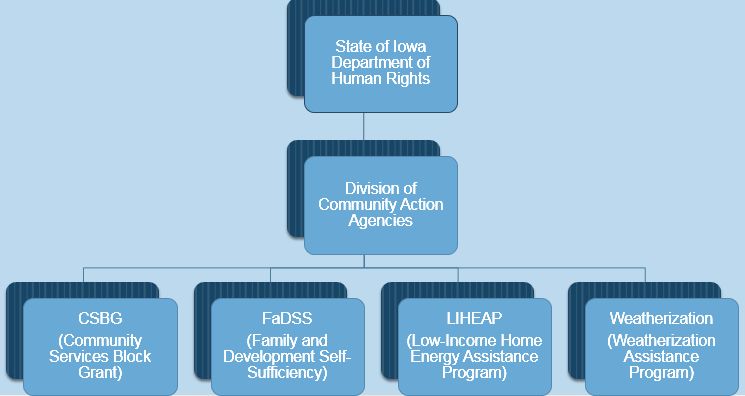 State of Iowa
Department of
Human Rights
Division of
Community Action
Agencies
CSBG
(Community
Services Block
Grant)
FaDSS
(Family and
Development Self-
Sufficiency)
LIHEAP
(Low-Income Home
Energy Assistance
Program)
Weatherization
(Weatherization
Assistance
Program)